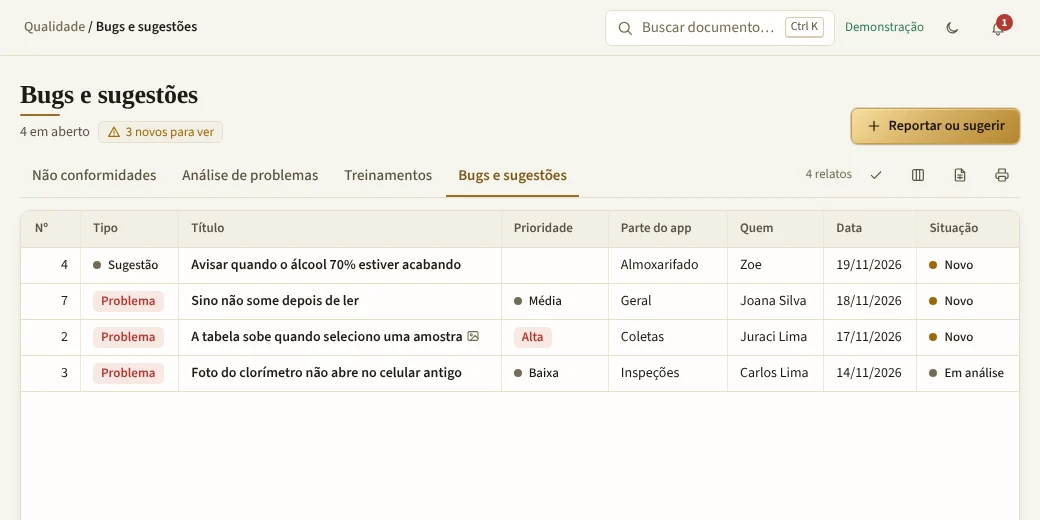 Qualidade / Bugs e sugestões
Buscar documento… Ctrl K
Demonstração
1
Bugs e sugestões
4 em aberto 3 novos para ver
+ Reportar ou sugerir
Não conformidades Análise de problemas Treinamentos Bugs e sugestões
4 relatos
Nº Tipo Título Prioridade Parte do app Quem Data Situação
4 Sugestão Avisar quando o álcool 70% estiver acabando Almoxarifado Zoe 19/11/2026 Novo
7 Problema Sino não some depois de ler Média Geral Joana Silva 18/11/2026 Novo
2 Problema A tabela sobe quando seleciono uma amostra Alta Coletas Juraci Lima 17/11/2026 Novo
3 Problema Foto do clorímetro não abre no celular antigo Baixa Inspeções Carlos Lima 14/11/2026 Em análise